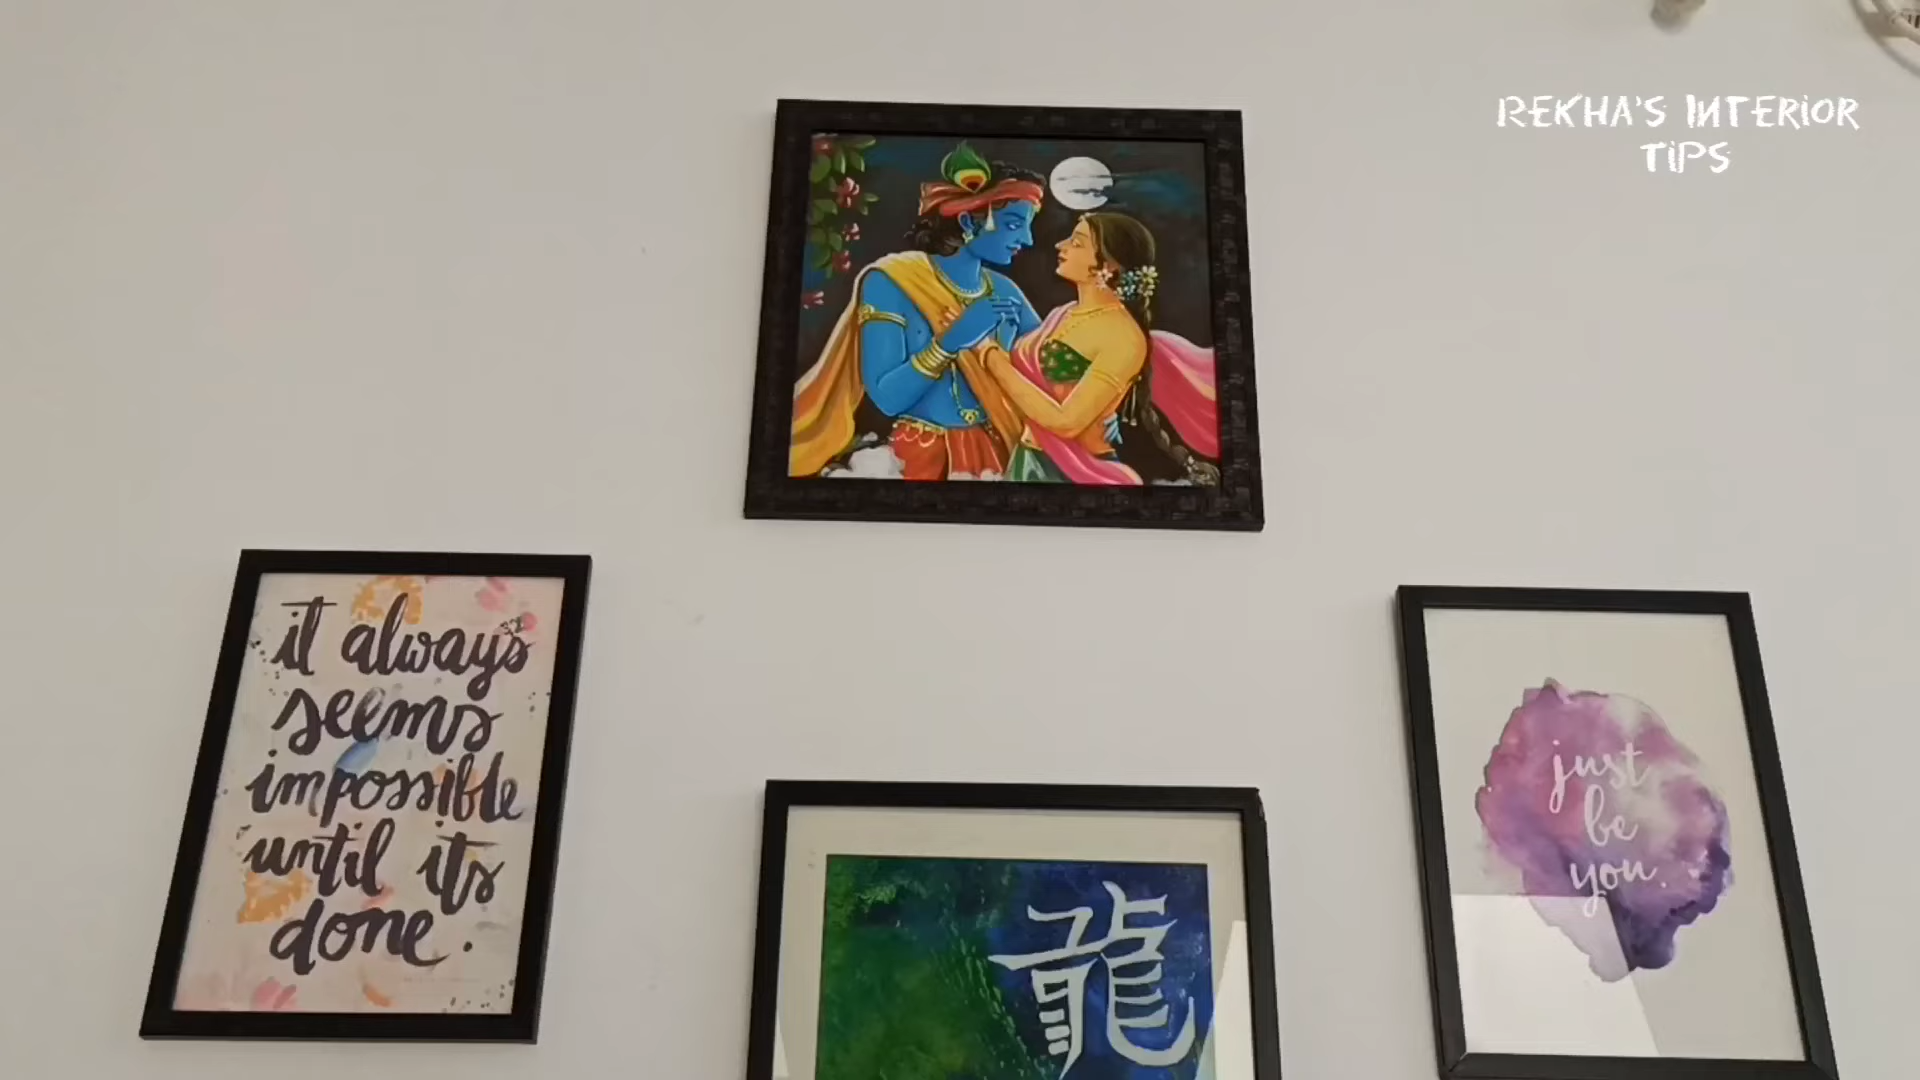 REKHA'S INTERIOR
TIPS
it always
seems
impossible
until its
done.
just
be
you.
龍